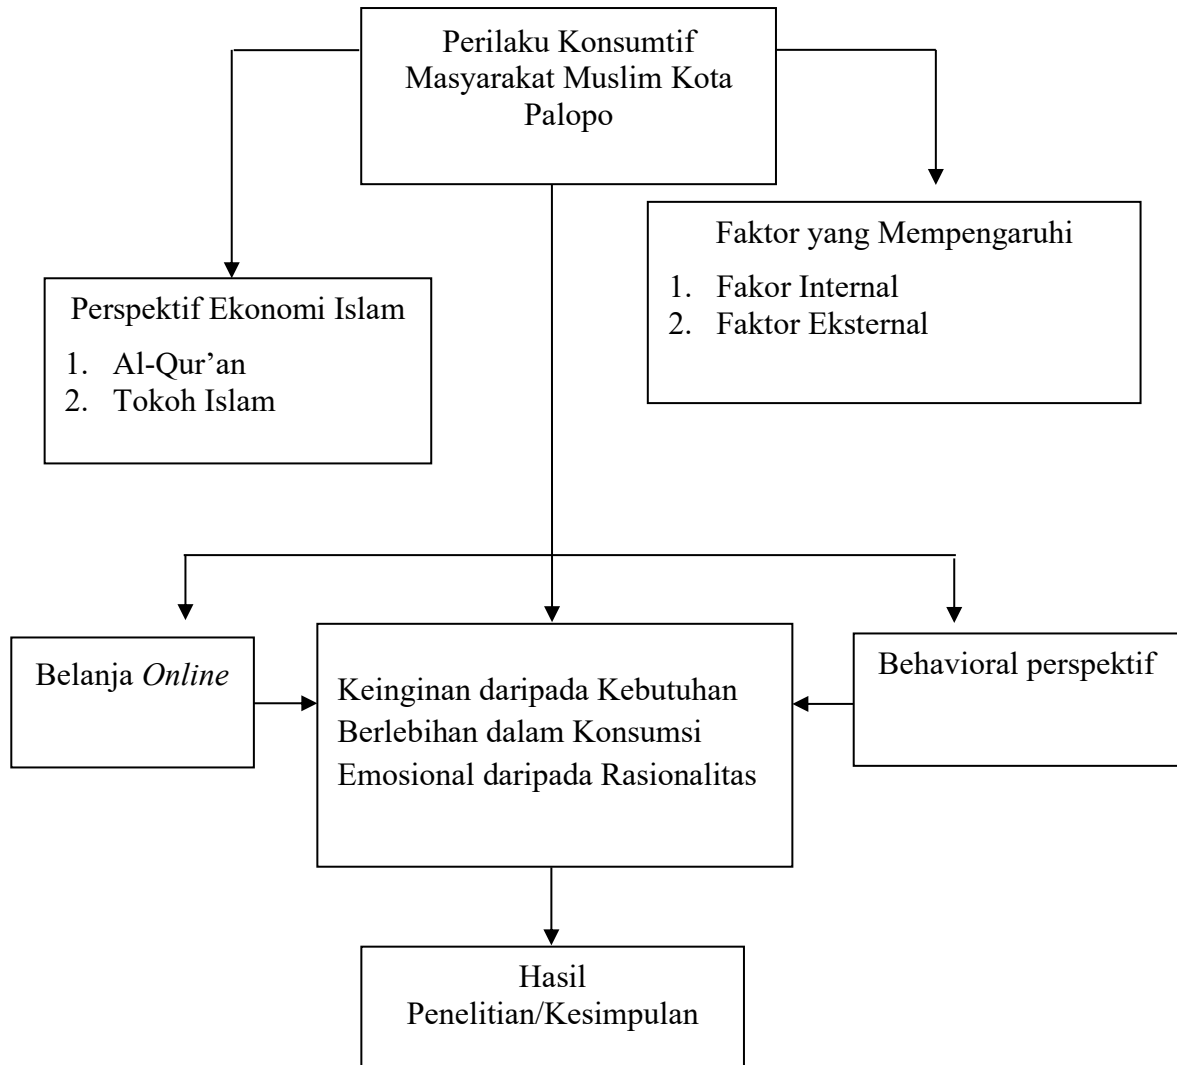 Perilaku Konsumtif
Masyarakat Muslim Kota
Palopo
Faktor yang Mempengaruhi
1. Fakor Internal
2. Faktor Eksternal
Perspektif Ekonomi Islam
1. Al-Qur’an
2. Tokoh Islam
Belanja Online
Keinginan daripada Kebutuhan
Berlebihan dalam Konsumsi
Emosional daripada Rasionalitas
Behavioral perspektif
Hasil
Penelitian/Kesimpulan